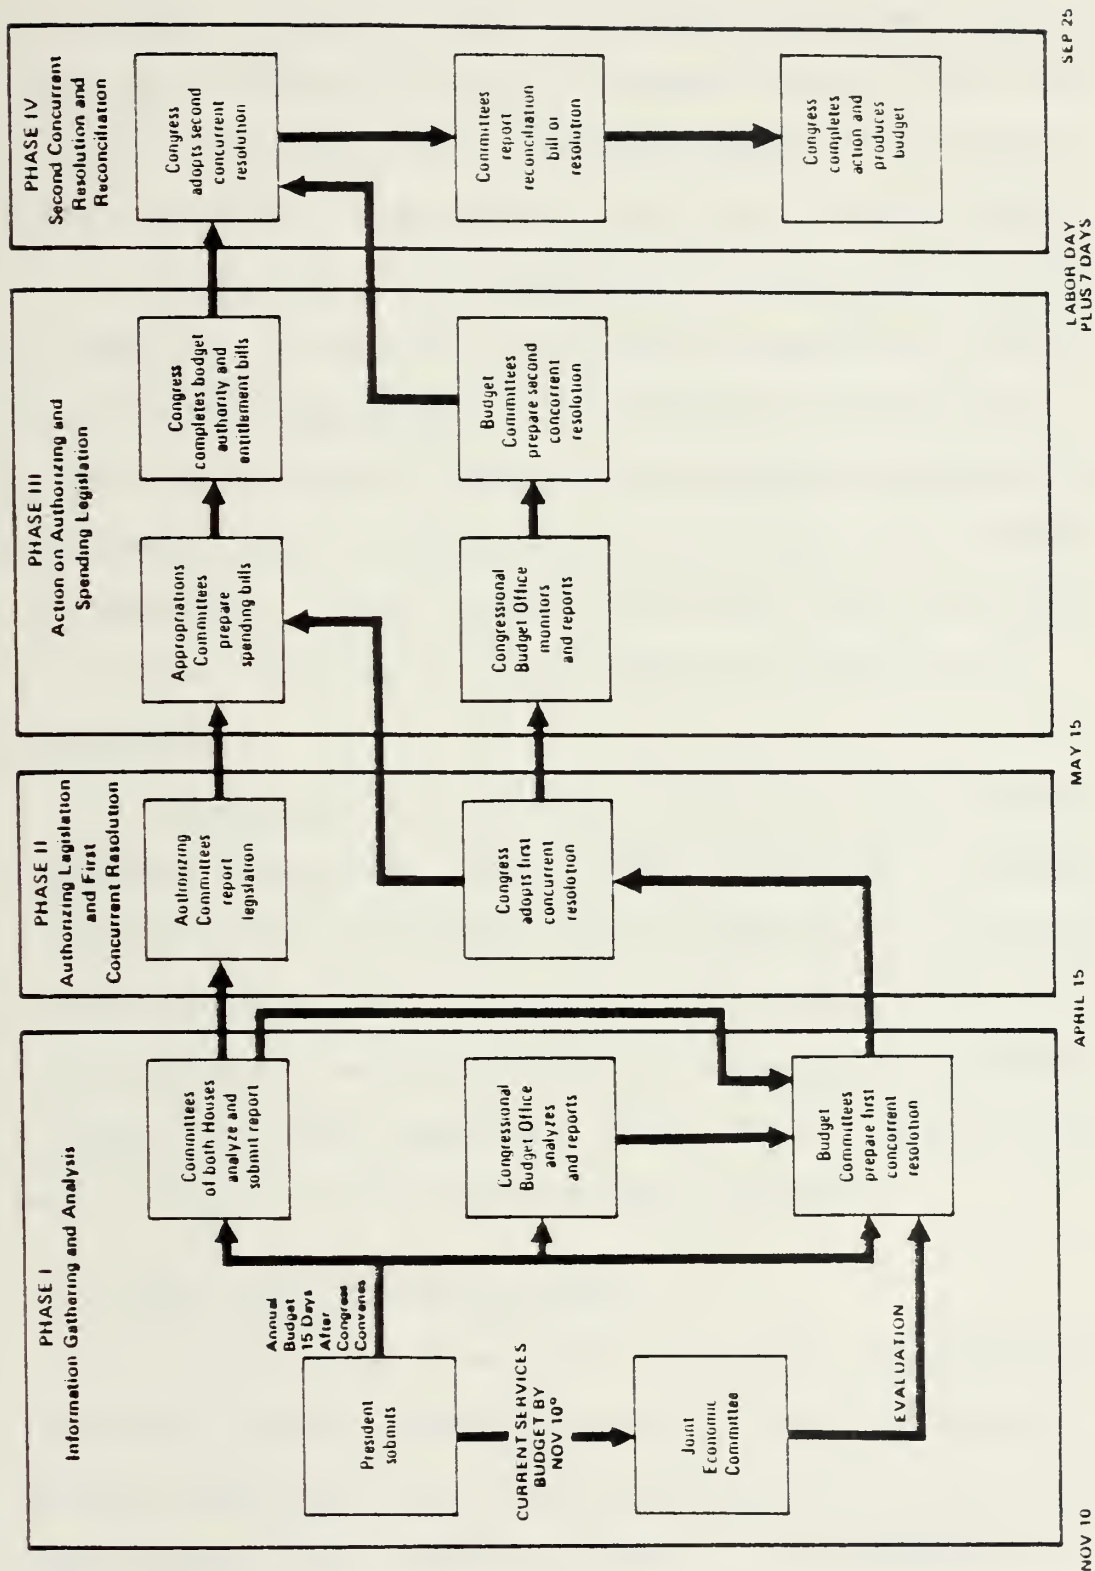 PHASE I
Information Gathering and Analysis
President
submits
Annual
Budget
15 Days
After
Congress
Convenes
CURRENT SERVICES
BUDGET BY
NOV 10°
Joint
Economic
Committee
EVALUATION
Committees
of both Houses
analyze and
submit report
Congressional
Budget Office
analyzes
and reports
Budget
Committees
prepare first
concurrent
resolution
PHASE II
Authorizing Legislation
and First
Concurrent Resolution
Authorizing
Committees
report
legislation
Congress
adopts first
concurrent
resolution
PHASE III
Action on Authorizing and
Spending Legislation
Appropriations
Committees
prepare
spending bills
Congress
completes budget
authority and
entitlement bills
Congressional
Budget Office
monitors
and reports
Budget
Committees
prepare second
concurrent
resolution
PHASE IV
Second Concurrent
Resolution and
Reconciliation
Congress
adopts second
concurrent
resolution
Committees
report
reconciliation
bill or
resolution
Congress
completes
action and
produces
budget
NOV 10
APRIL 15
MAY 15
LABOR DAY
PLUS 7 DAYS
SEP 25